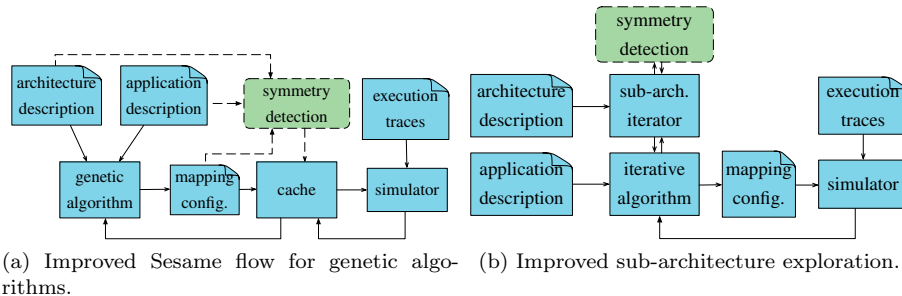 architecture
description
application
description
symmetry
detection
execution
traces
genetic
algorithm
mapping
config.
cache
simulator
(a) Improved Sesame flow for genetic algo-
rithms.
symmetry
detection
architecture
description
sub-arch.
iterator
execution
traces
application
description
iterative
algorithm
mapping
config.
simulator
(b) Improved sub-architecture exploration.